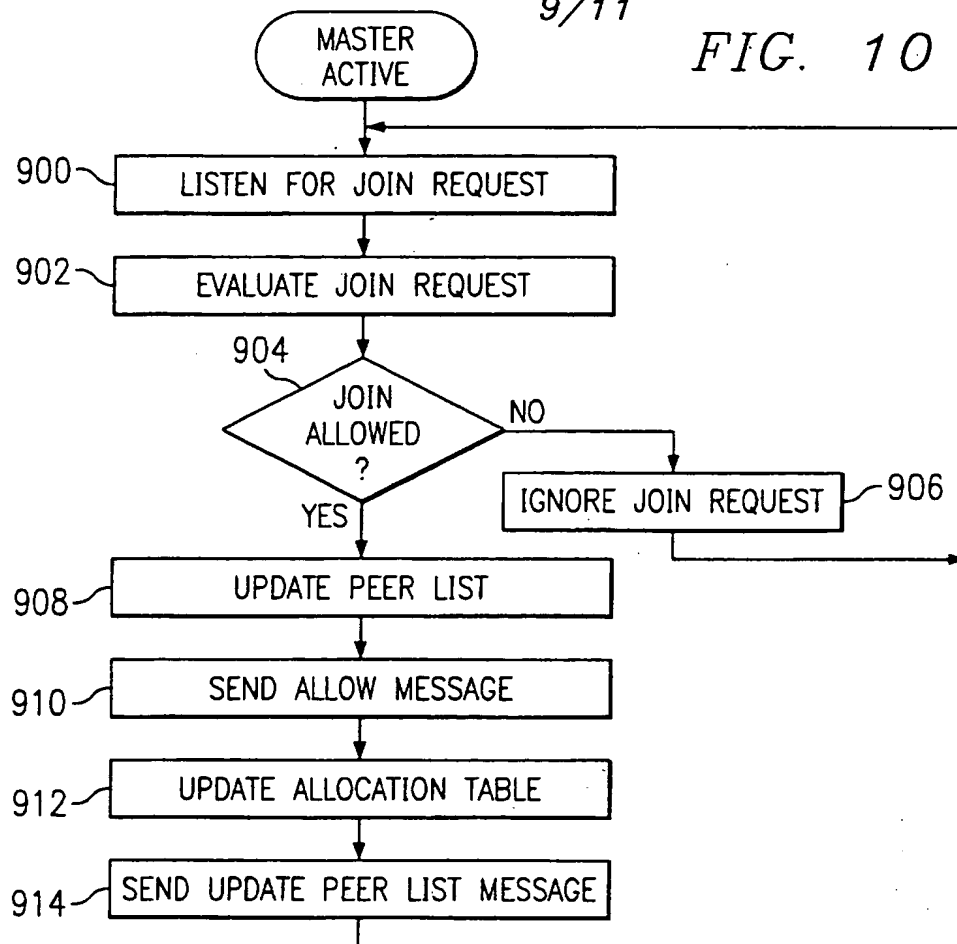 9/11
FIG. 10
MASTER
ACTIVE
900
LISTEN FOR JOIN REQUEST
902
EVALUATE JOIN REQUEST
904
JOIN
ALLOWED
?
NO
YES
IGNORE JOIN REQUEST
906
908
UPDATE PEER LIST
910
SEND ALLOW MESSAGE
912
UPDATE ALLOCATION TABLE
914
SEND UPDATE PEER LIST MESSAGE